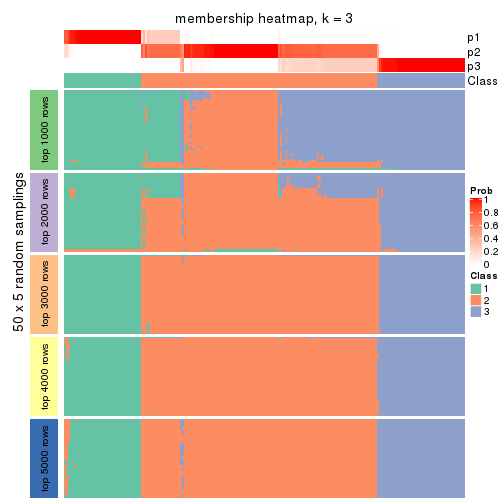 membership heatmap, k = 3
p1
p2
p3
Class
50 x 5 random samplings
top 1000 rows
top 2000 rows
top 3000 rows
top 4000 rows
top 5000 rows
Prob
1
0.8
0.6
0.4
0.2
0
Class
1
2
3